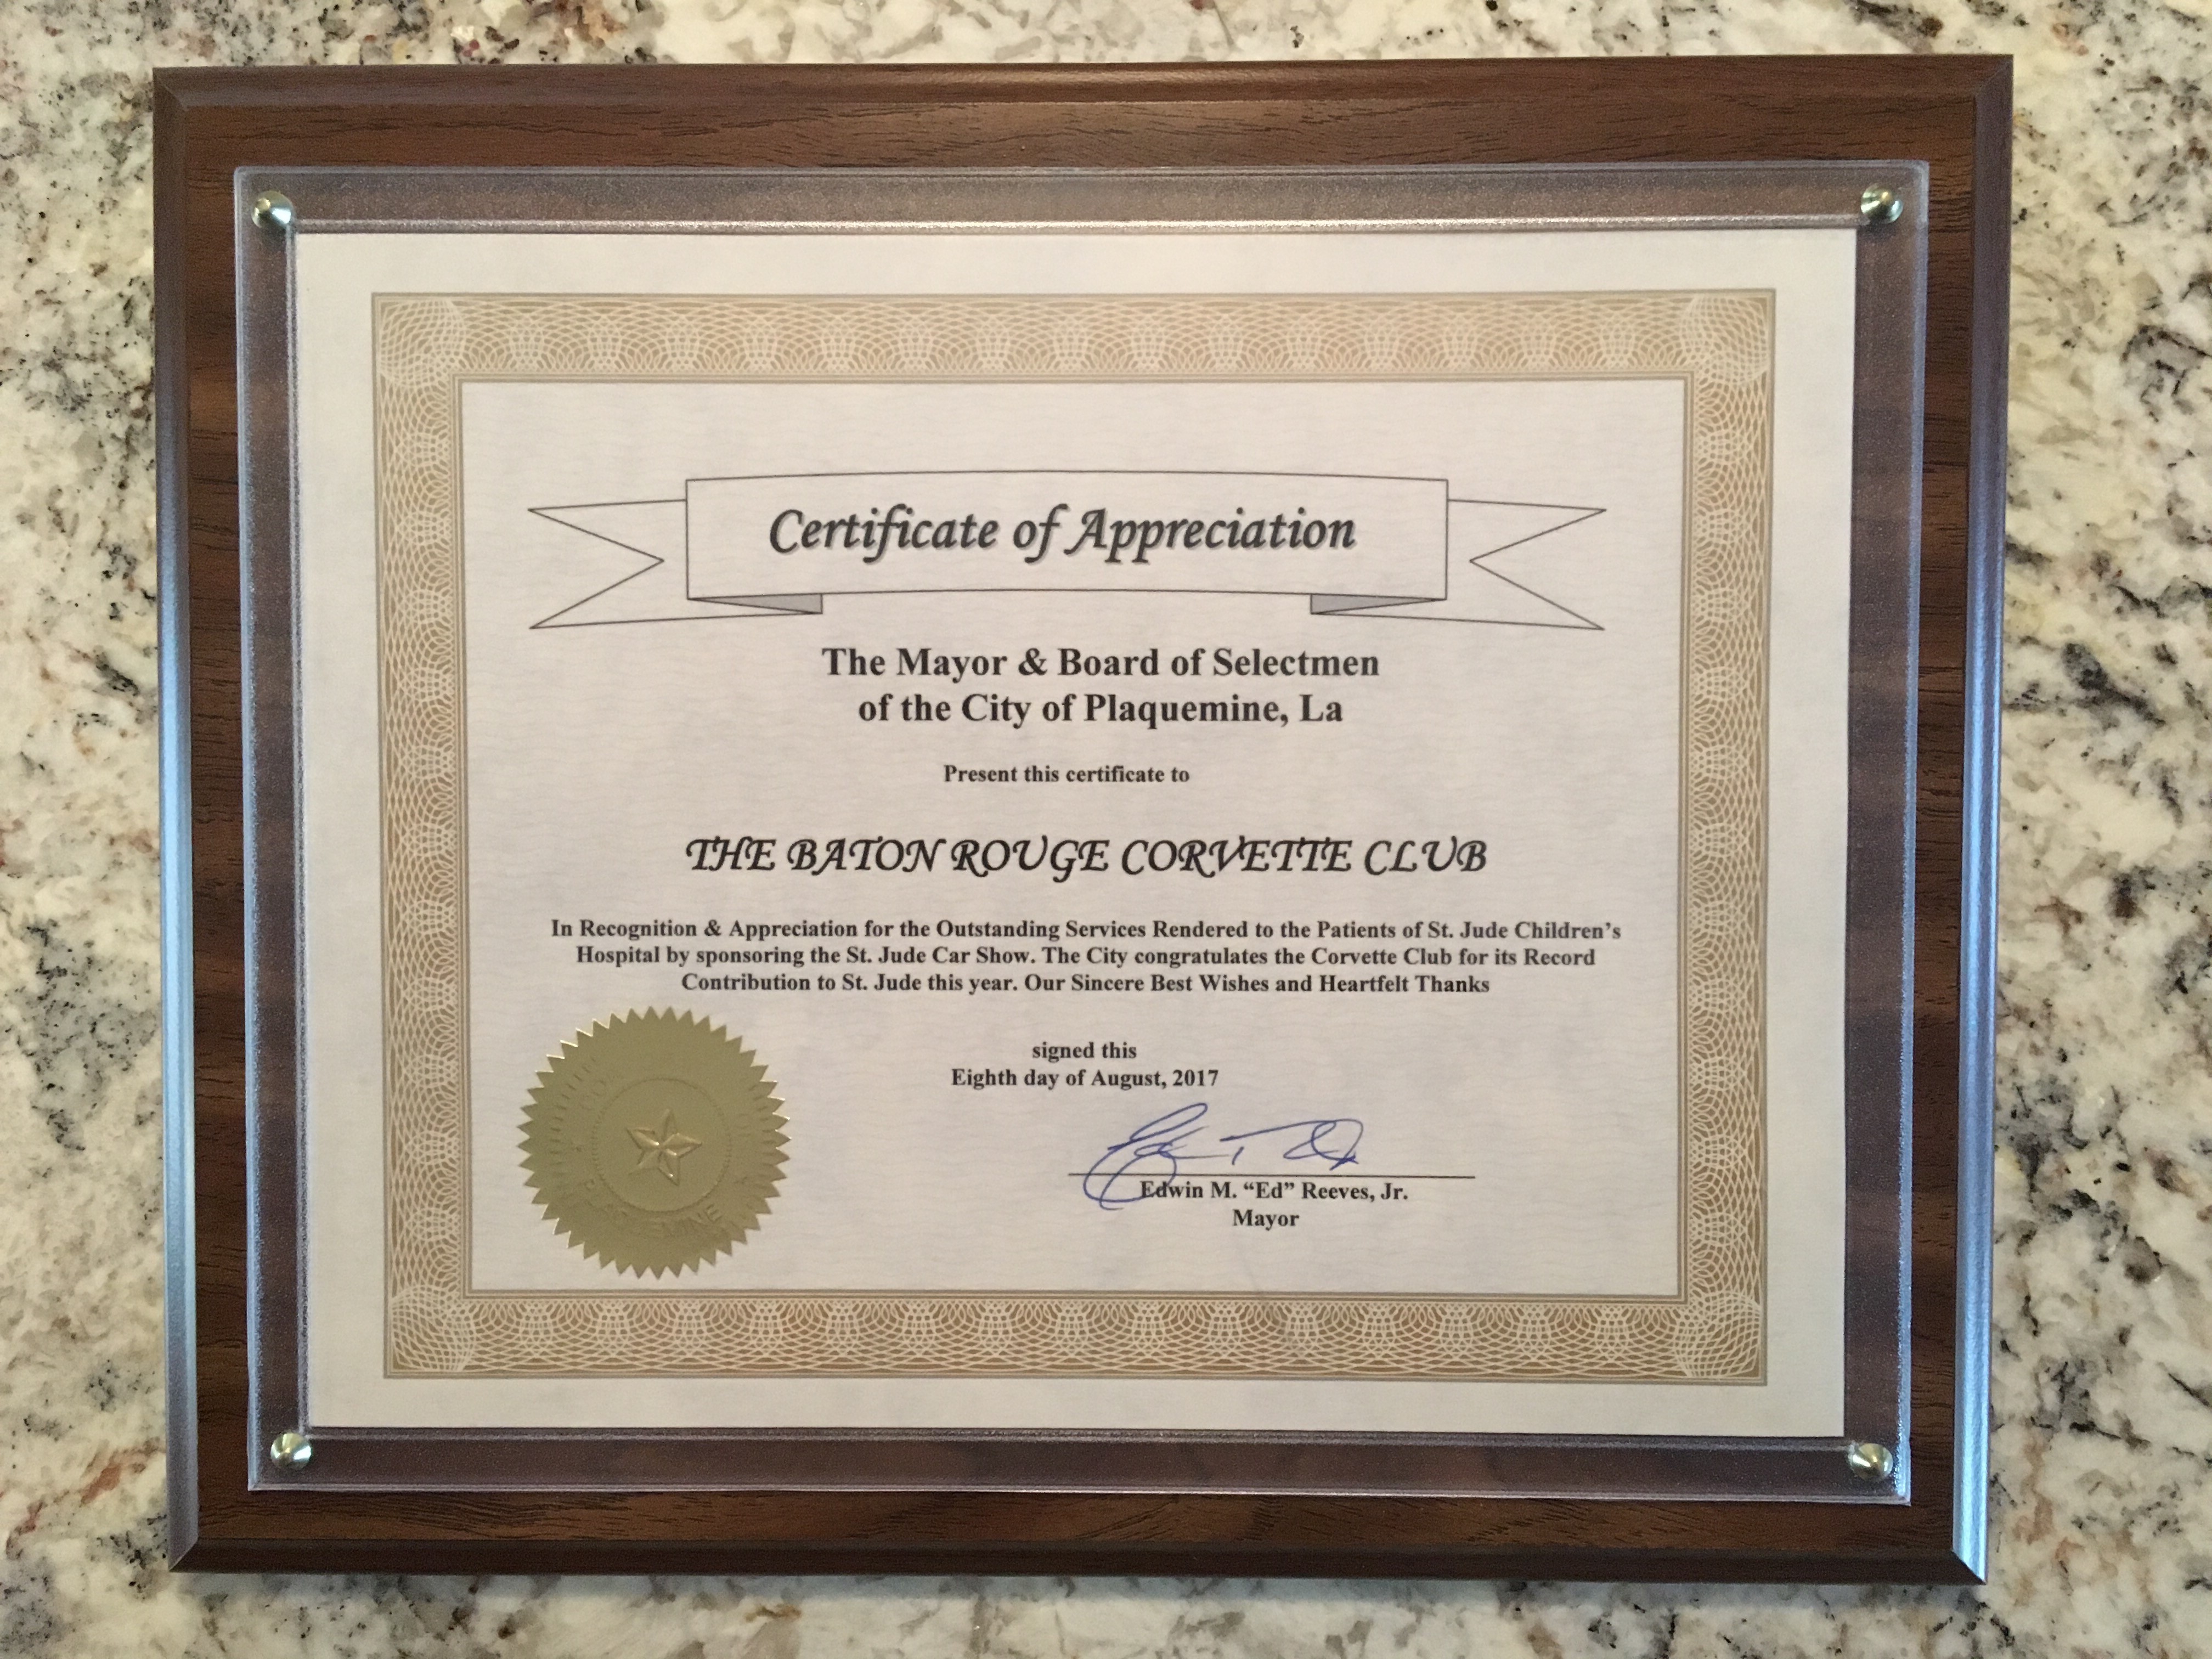 Certificate of Appreciation
The Mayor & Board of Selectmen
of the City of Plaquemine, La
Present this certificate to
THE BATON ROUGE CORVETTE CLUB
In Recognition & Appreciation for the Outstanding Services Rendered to the Patients of St. Jude Children's
Hospital by sponsoring the St. Jude Car Show. The City congratulates the Corvette Club for its Record
Contribution to St. Jude this year. Our Sincere Best Wishes and Heartfelt Thanks
signed this
Eighth day of August, 2017
Edwin M. “Ed” Reeves, Jr.
Mayor